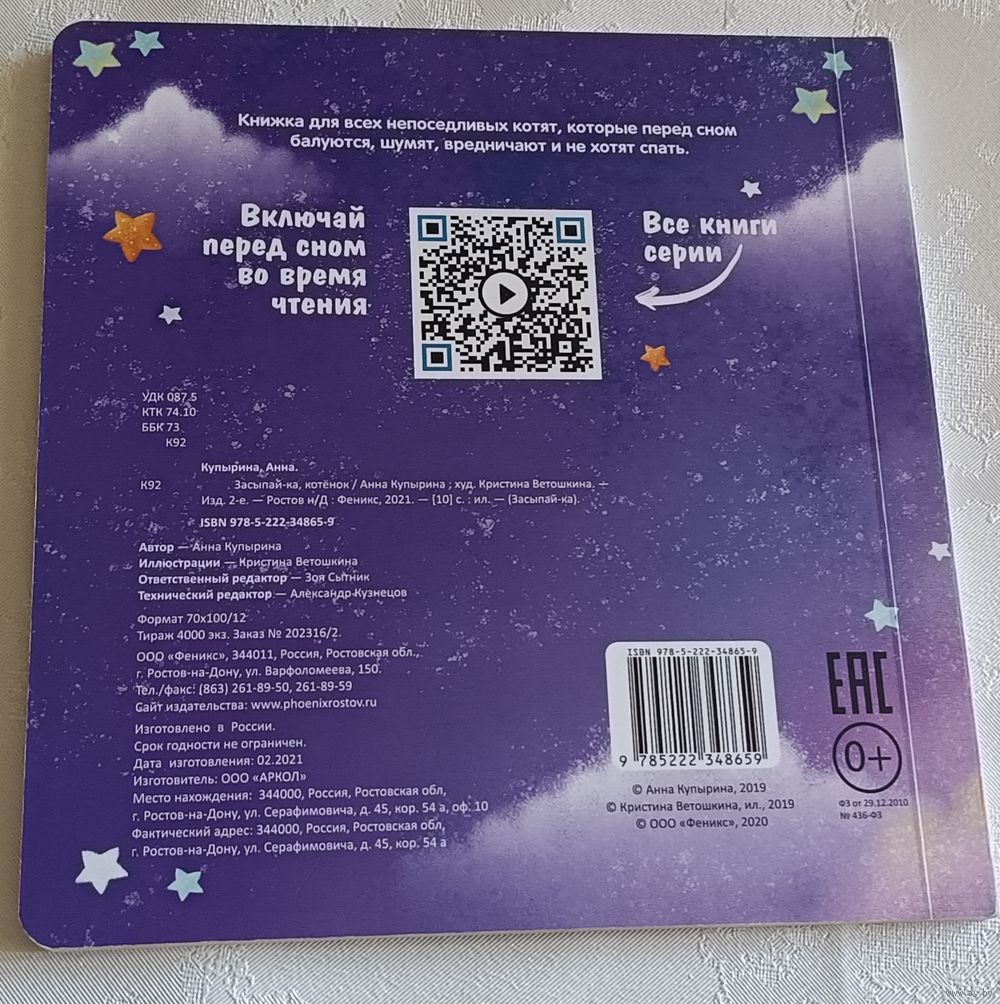 Книжка для всех непоседливых котят, которые перед сном
балуются, шумят, вредничают и не хотят спать.
Включай
перед сном
во время
чтения
Все книги
серии
УДК 087.5
КТК 74.10
ББК 73
К92
Купырина, Анна.
К92 Засыпай-ка, котёнок / Анна Купырина ; худ. Кристина Ветошкина. —
Изд. 2-е. — Ростов н/Д : Феникс, 2021. — [10] с. : ил. — (Засыпай-ка).
ISBN 978-5-222-34865-9
Автор — Анна Купырина
Иллюстрации — Кристина Ветошкина
Ответственный редактор — Зоя Сытник
Технический редактор — Александр Кузнецов
Формат 70х100/12
Тираж 4000 экз. Заказ № 202316/2.
ООО «Феникс», 344011, Россия, Ростовская обл.,
г. Ростов-на-Дону, ул. Варфоломеева, 150.
Тел./факс: (863) 261-89-50, 261-89-59
Сайт издательства: www.phoenixrostov.ru
Изготовлено в России.
Срок годности не ограничен.
Дата изготовления: 02.2021
Изготовитель: ООО «АРКОЛ»
Место нахождения: 344000, Россия, Ростовская обл,
г. Ростов-на-Дону, ул. Серафимовича, д. 45, кор. 54 а, оф. 10
Фактический адрес: 344000, Россия, Ростовская обл,
г. Ростов-на-Дону, ул. Серафимовича, д. 45, кор. 54 а
ISBN 978-5-222-34865-9
9 785222 348659
© Анна Купырина, 2019
© Кристина Ветошкина, ил., 2019
© ООО «Феникс», 2020
EAC
0+
ФЗ от 29.12.2010
№ 436-ФЗ
www.ay.by